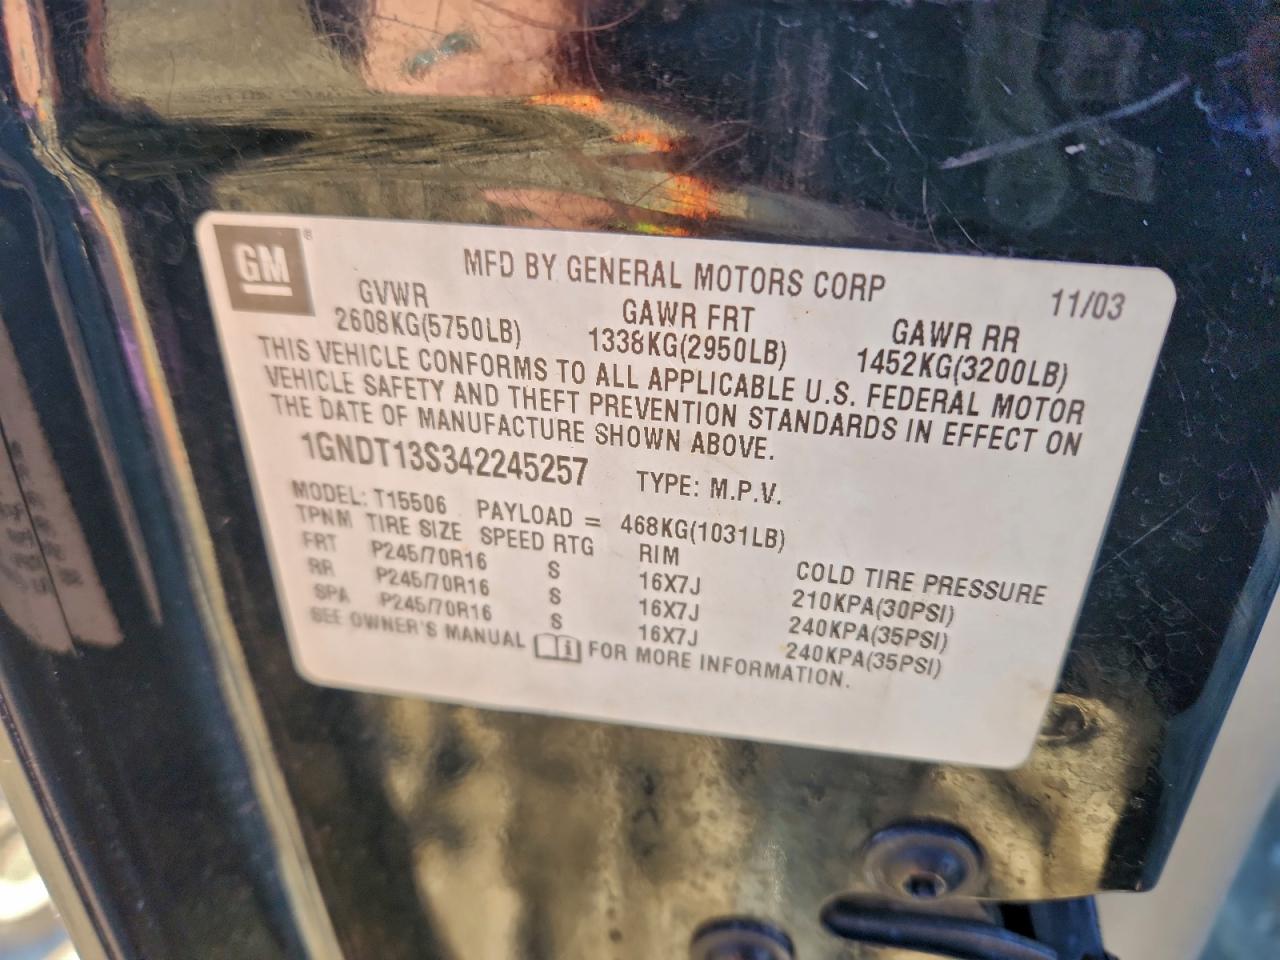 GM®
MFD BY GENERAL MOTORS CORP 11/03
GVWR GAWR FRT GAWR RR
2608KG(5750LB) 1338KG(2950LB) 1452KG(3200LB)
THIS VEHICLE CONFORMS TO ALL APPLICABLE U.S. FEDERAL MOTOR
VEHICLE SAFETY AND THEFT PREVENTION STANDARDS IN EFFECT ON
THE DATE OF MANUFACTURE SHOWN ABOVE.
1GNDT13S342245257 TYPE: M.P.V.
MODEL: T15506 PAYLOAD = 468KG(1031LB)
TPNM TIRE SIZE SPEED RTG RIM COLD TIRE PRESSURE
FRT P245/70R16 S 16X7J 210KPA(30PSI)
RR P245/70R16 S 16X7J 240KPA(35PSI)
SPA P245/70R16 S 16X7J 240KPA(35PSI)
SEE OWNER'S MANUAL FOR MORE INFORMATION.